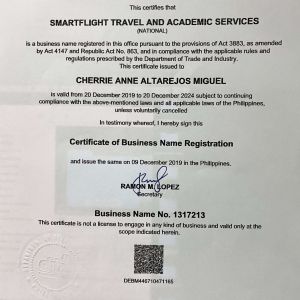 This certifies that
SMARTFLIGHT TRAVEL AND ACADEMIC SERVICES
(NATIONAL)
is a business name registered in this office pursuant to the provisions of Act 3883, as amended
by Act 4147 and Republic Act No. 863, and in compliance with the applicable rules and
regulations prescribed by the Department of Trade and Industry.
This certificate issued to
CHERRIE ANNE ALTAREJOS MIGUEL
is valid from 20 December 2019 to 20 December 2024 subject to continuing
compliance with the above-mentioned laws and all applicable laws of the Philippines,
unless voluntarily cancelled
In testimony whereof, I hereby sign this
Certificate of Business Name Registration
and issue the same on 09 December 2019 in the Philippines.
RAMON M. LOPEZ
Secretary
Business Name No. 1317213
This certificate is not a license to engage in any kind of business and valid only at the
scope indicated herein.
DEBM446710471165